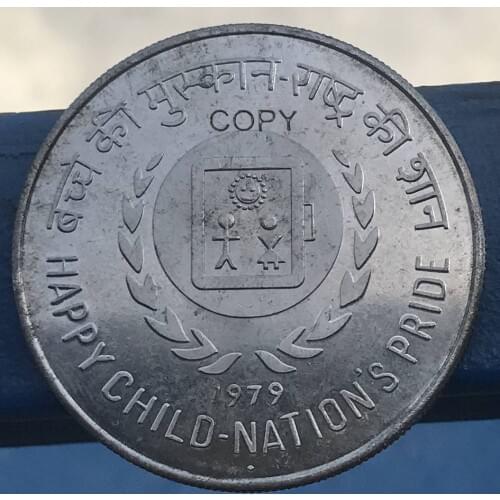 बच्चे की मुस्कान-राष्ट्र की शान
COPY
1979
HAPPY CHILD-NATION'S PRIDE